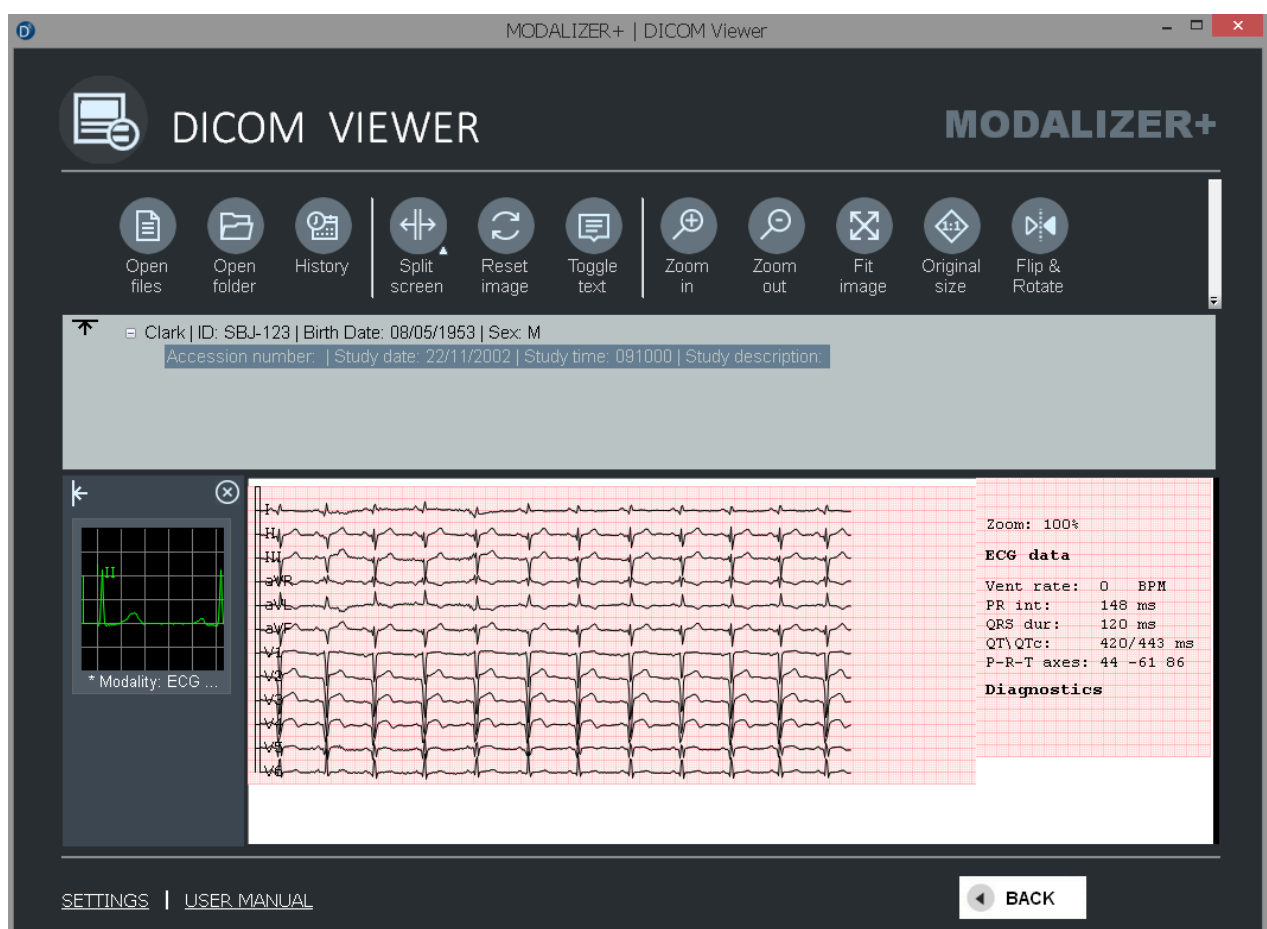 MODALIZER+ | DICOM Viewer
DICOM VIEWER
MODALIZER+
Open files
Open folder
History
Split screen
Reset image
Toggle text
Zoom in
Zoom out
Fit image
1:1
Original size
Flip & Rotate
Clark | ID: SBJ-123 | Birth Date: 08/05/1953 | Sex: M
Accession number: | Study date: 22/11/2002 | Study time: 091000 | Study description:
II
* Modality: ECG ...
I
II
III
aVR
aVL
aVF
V1
V2
V3
V4
V5
V6
Zoom: 100%
ECG data
Vent rate: 0 BPM
PR int: 148 ms
QRS dur: 120 ms
QT\QTc: 420/443 ms
P-R-T axes: 44 -61 86
Diagnostics
SETTINGS | USER MANUAL
BACK